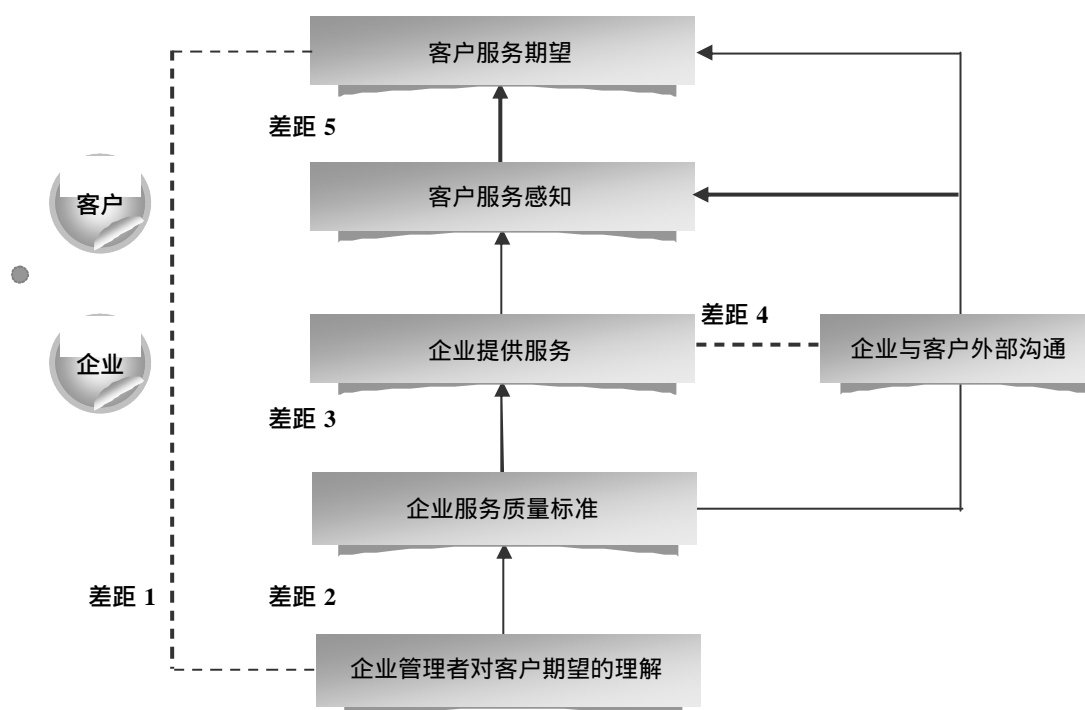 客户服务期望
差距 5
客户
客户服务感知
差距 4
企业
企业提供服务
企业与客户外部沟通
差距 3
企业服务质量标准
差距 1
差距 2
企业管理者对客户期望的理解